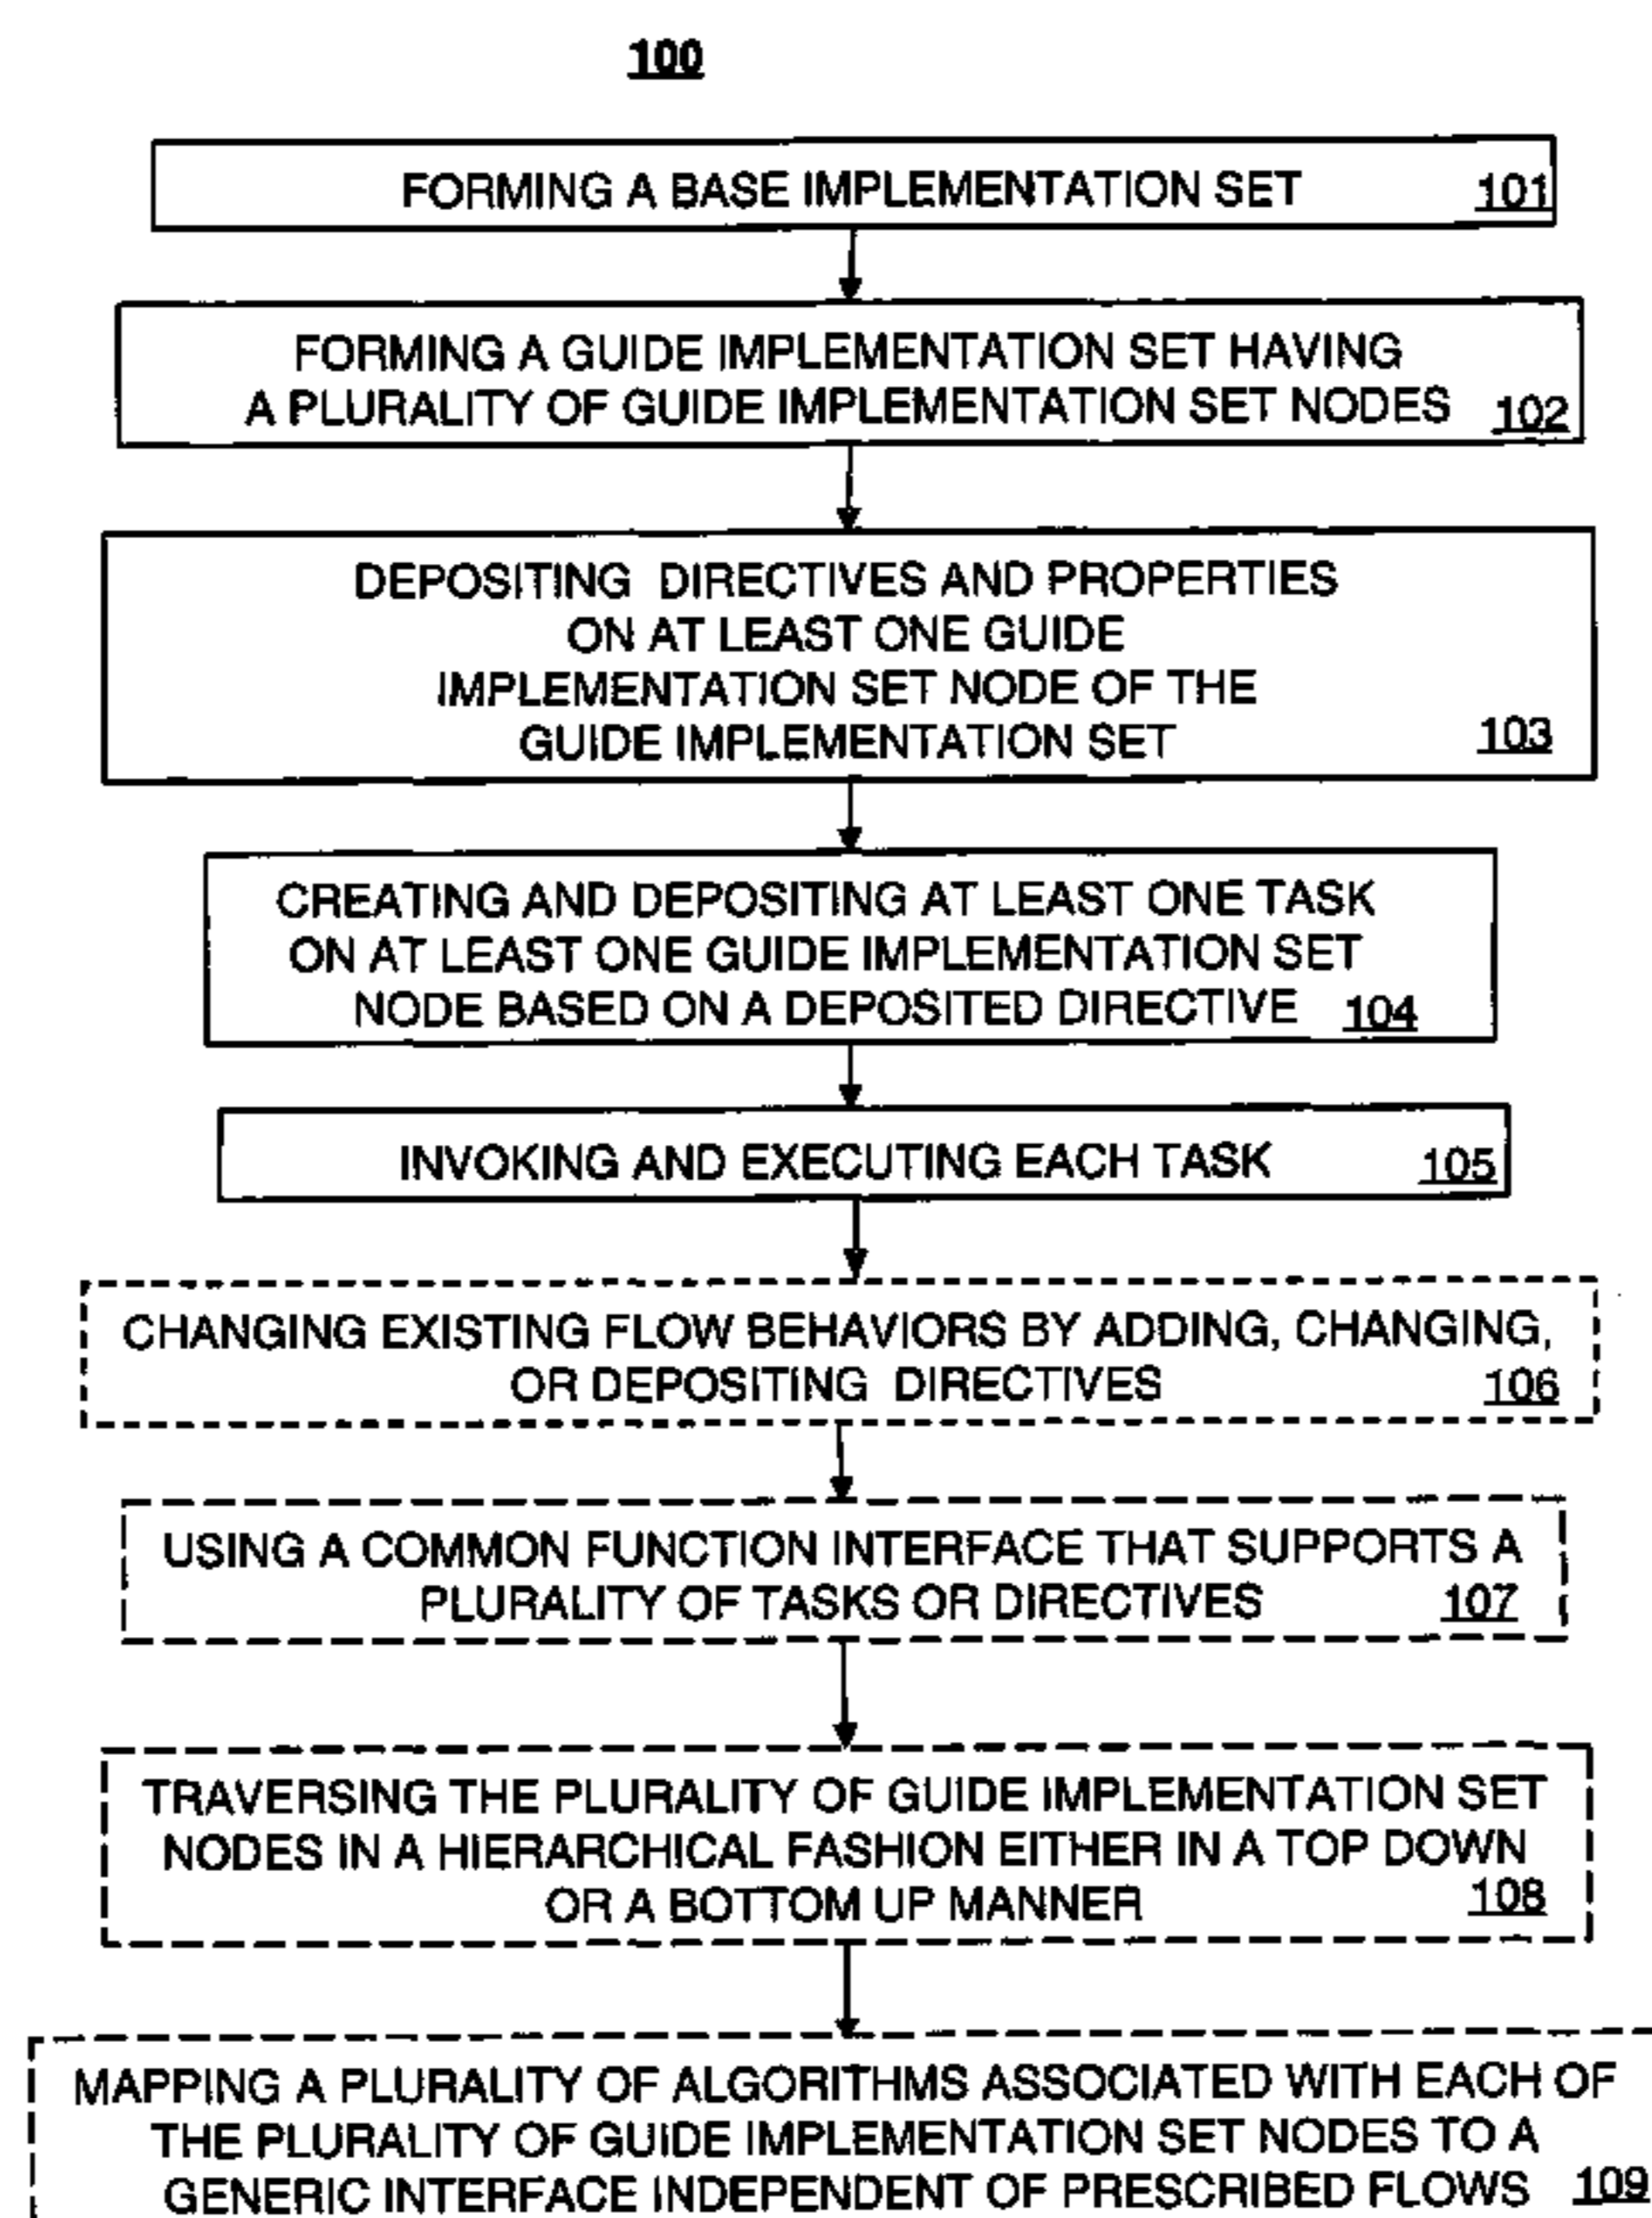 100
FORMING A BASE IMPLEMENTATION SET 101
FORMING A GUIDE IMPLEMENTATION SET HAVING
A PLURALITY OF GUIDE IMPLEMENTATION SET NODES 102
DEPOSITING DIRECTIVES AND PROPERTIES
ON AT LEAST ONE GUIDE
IMPLEMENTATION SET NODE OF THE
GUIDE IMPLEMENTATION SET 103
CREATING AND DEPOSITING AT LEAST ONE TASK
ON AT LEAST ONE GUIDE IMPLEMENTATION SET
NODE BASED ON A DEPOSITED DIRECTIVE 104
INVOKING AND EXECUTING EACH TASK 105
CHANGING EXISTING FLOW BEHAVIORS BY ADDING, CHANGING,
OR DEPOSITING DIRECTIVES 106
USING A COMMON FUNCTION INTERFACE THAT SUPPORTS A
PLURALITY OF TASKS OR DIRECTIVES 107
TRAVERSING THE PLURALITY OF GUIDE IMPLEMENTATION SET
NODES IN A HIERARCHICAL FASHION EITHER IN A TOP DOWN
OR A BOTTOM UP MANNER 108
MAPPING A PLURALITY OF ALGORITHMS ASSOCIATED WITH EACH OF
THE PLURALITY OF GUIDE IMPLEMENTATION SET NODES TO A
GENERIC INTERFACE INDEPENDENT OF PRESCRIBED FLOWS 109